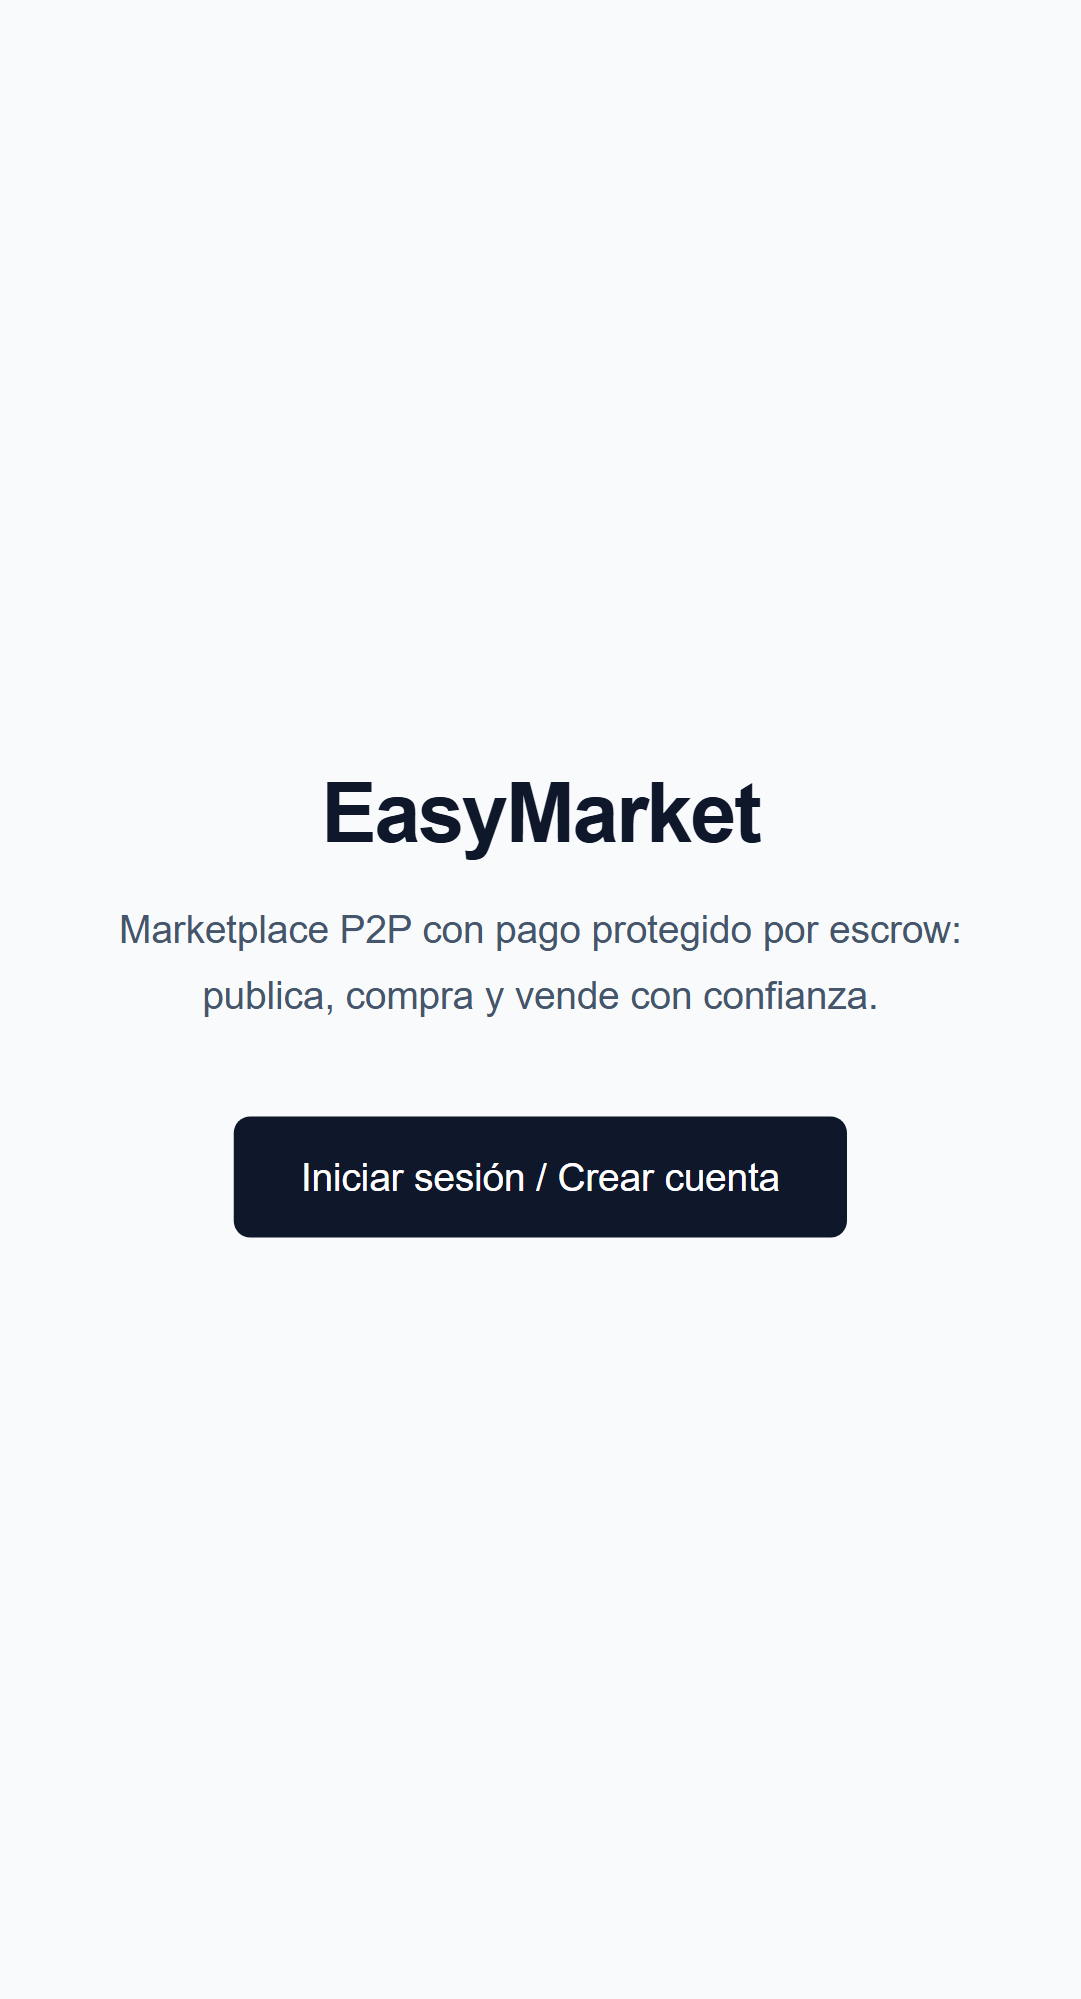 EasyMarket
Marketplace P2P con pago protegido por escrow:
publica, compra y vende con confianza.
Iniciar sesión / Crear cuenta